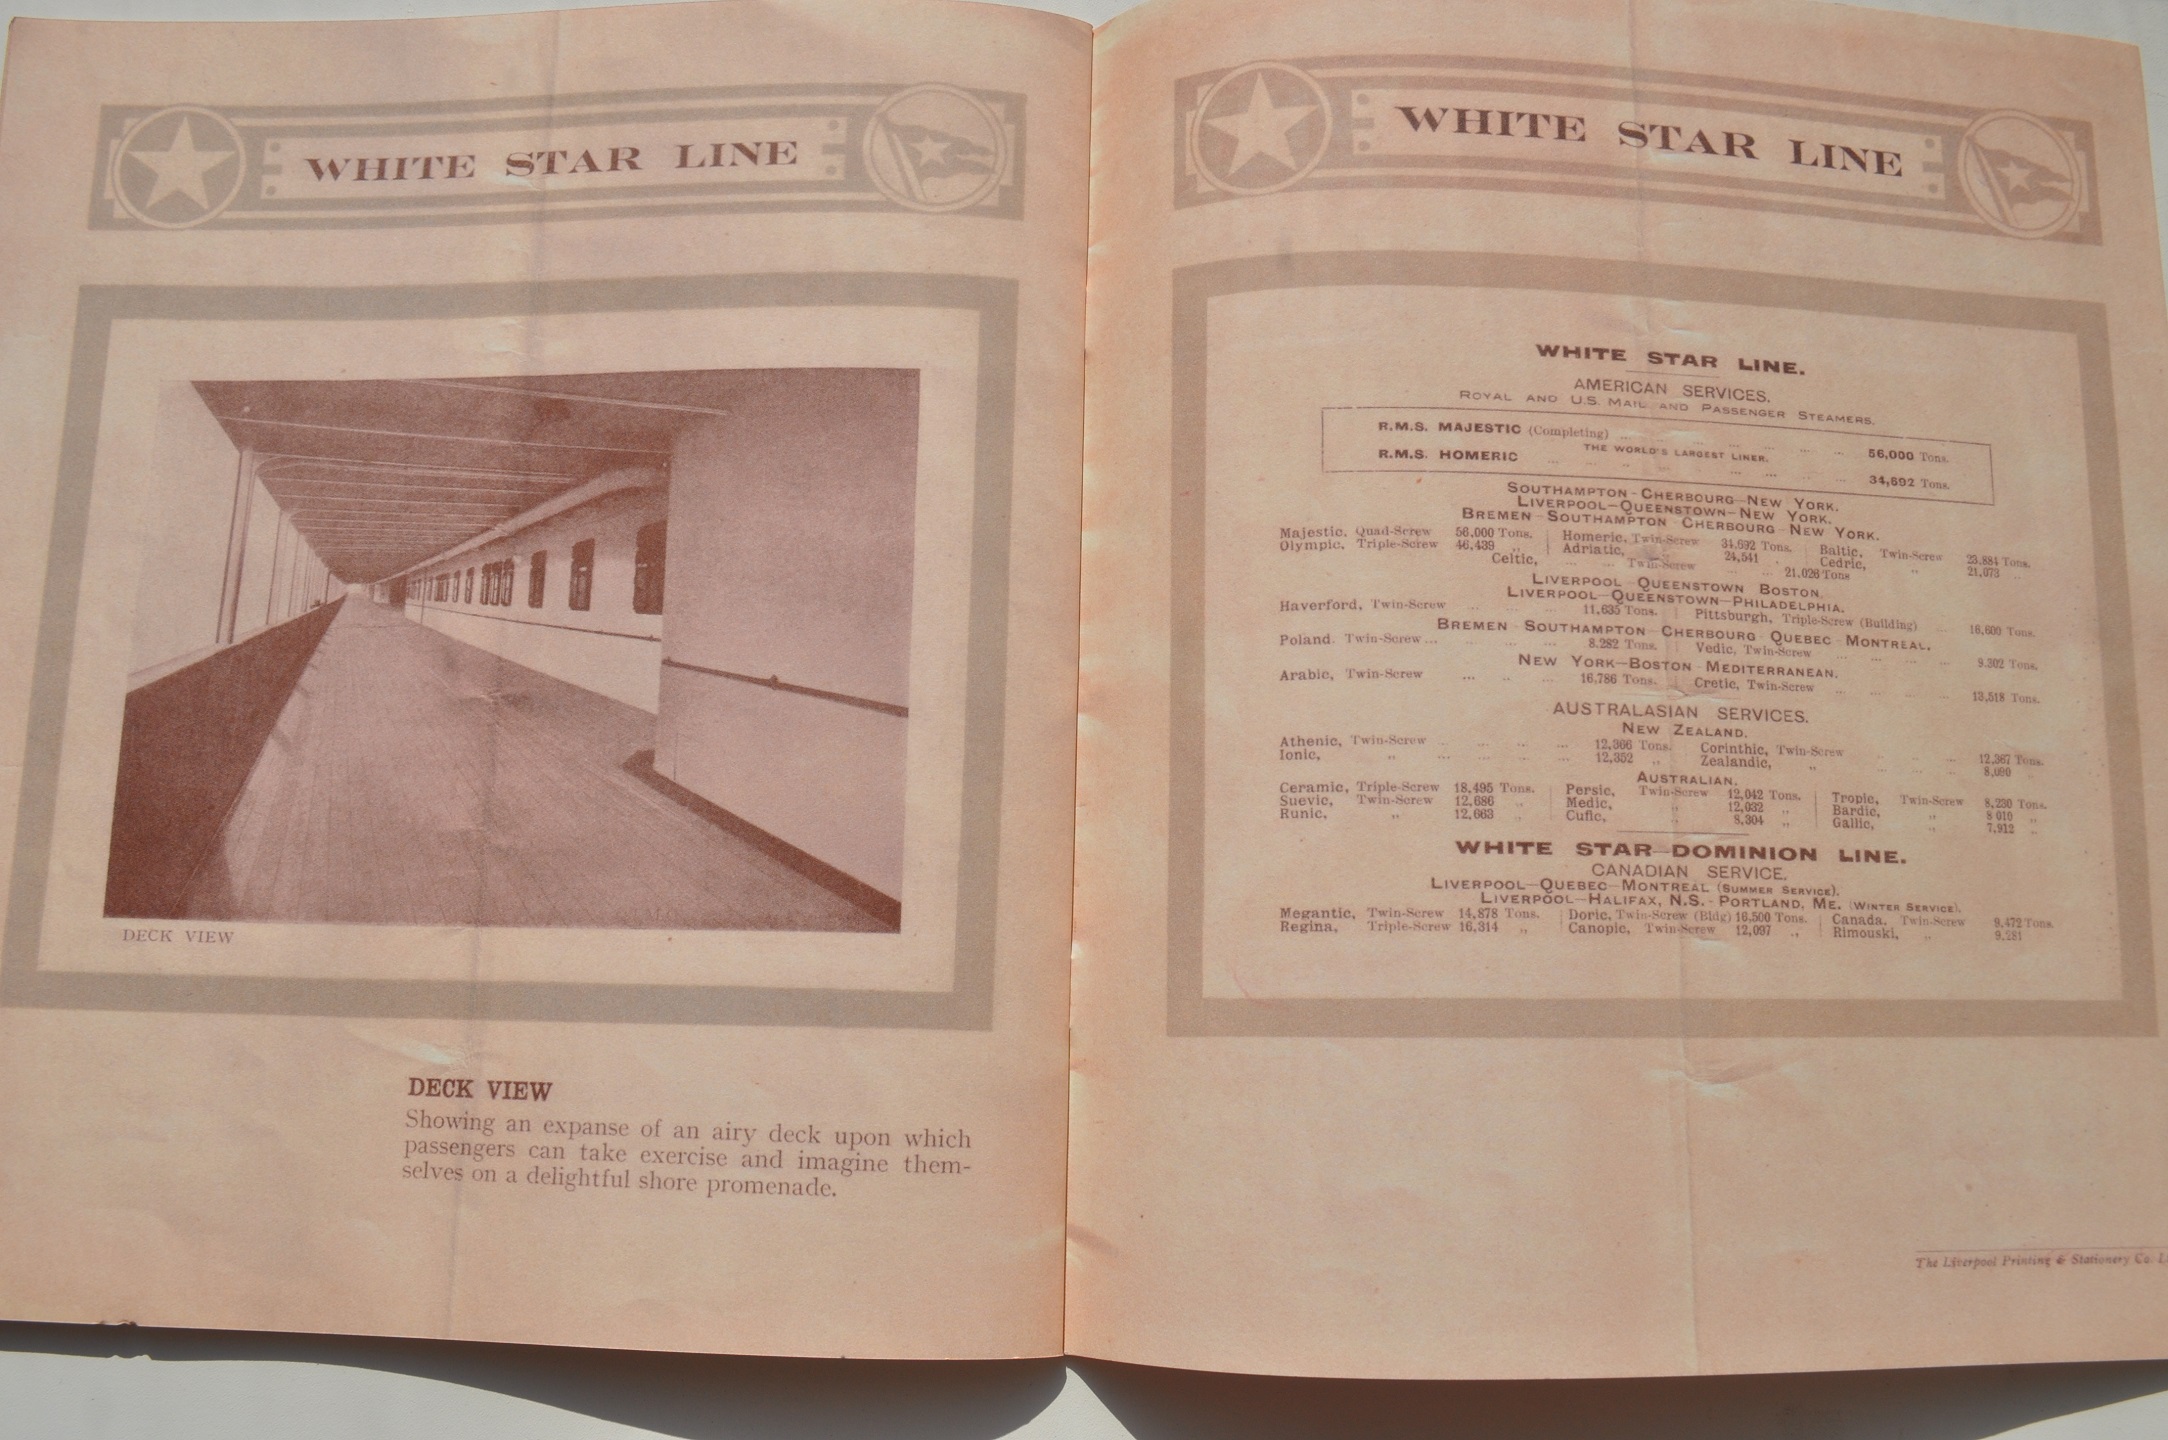 WHITE STAR LINE
DECK VIEW
DECK VIEW
Showing an expanse of an airy deck upon which
passengers can take exercise and imagine them-
selves on a delightful shore promenade.
WHITE STAR LINE
WHITE STAR LINE.
AMERICAN SERVICES.
ROYAL AND U.S. MAIL AND PASSENGER STEAMERS.
R.M.S. MAJESTIC (Completing) ... ... ... ... 56,000 Tons.
THE WORLD'S LARGEST LINER.
R.M.S. HOMERIC ... ... ... ... 34,692 Tons.
SOUTHAMPTON-CHERBOURG-NEW YORK.
LIVERPOOL-QUEENSTOWN-NEW YORK.
BREMEN-SOUTHAMPTON-CHERBOURG-NEW YORK.
Majestic, Quad-Screw 56,000 Tons. Homeric, Twin-Screw 34,692 Tons. Baltic, Twin-Screw 23,884 Tons.
Olympic, Triple-Screw 46,439 " Adriatic, " 24,541 " Cedric, " 21,073 "
Celtic, ... ... Twin-Screw ... ... 21,026 Tons
LIVERPOOL-QUEENSTOWN-BOSTON.
LIVERPOOL-QUEENSTOWN-PHILADELPHIA.
Haverford, Twin-Screw ... ... ... 11,635 Tons. Pittsburgh, Triple-Screw (Building) ... 16,600 Tons.
BREMEN-SOUTHAMPTON-CHERBOURG-QUEBEC-MONTREAL.
Poland, Twin-Screw ... ... ... ... 8,282 Tons. Vedic, Twin-Screw ... ... ... ... 9,302 Tons.
NEW YORK-BOSTON-MEDITERRANEAN.
Arabic, Twin-Screw ... ... ... 16,786 Tons. Cretic, Twin-Screw ... ... ... ... 13,518 Tons.
AUSTRALASIAN SERVICES.
NEW ZEALAND.
Athenic, Twin-Screw ... ... ... ... 12,366 Tons. Corinthic, Twin-Screw ... ... ... 12,367 Tons.
Ionic, " ... ... ... 12,352 " Zealandic, " ... ... ... 8,090
AUSTRALIAN.
Ceramic, Triple-Screw 18,495 Tons. Persic, Twin-Screw 12,042 Tons. Tropic, Twin-Screw 8,230 Tons.
Suevic, Twin-Screw 12,686 " Medic, " 12,032 " Bardic, " 8,010 "
Runic, " 12,663 " Cufic, " 8,304 " Gallic, " 7,912 "
WHITE STAR-DOMINION LINE.
CANADIAN SERVICE.
LIVERPOOL-QUEBEC-MONTREAL (SUMMER SERVICE).
LIVERPOOL-HALIFAX, N.S.-PORTLAND, ME. (WINTER SERVICE).
Megantic, Twin-Screw 14,878 Tons. Doric, Twin-Screw (Bldg) 16,500 Tons. Canada, Twin-Screw 9,472 Tons.
Regina, Triple-Screw 16,314 " Canopic, Twin-Screw 12,097 " Rimouski, " 9,281
The Liverpool Printing & Stationery Co.